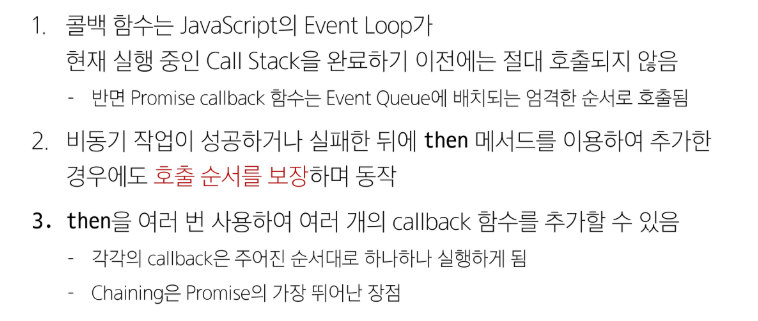 1. 콜백 함수는 JavaScript의 Event Loop가
현재 실행 중인 Call Stack을 완료하기 이전에는 절대 호출되지 않음
- 반면 Promise callback 함수는 Event Queue에 배치되는 엄격한 순서로 호출됨
2. 비동기 작업이 성공하거나 실패한 뒤에 then 메서드를 이용하여 추가한
경우에도 호출 순서를 보장하며 동작
3. then을 여러 번 사용하여 여러 개의 callback 함수를 추가할 수 있음
- 각각의 callback은 주어진 순서대로 하나하나 실행하게 됨
- Chaining은 Promise의 가장 뛰어난 장점